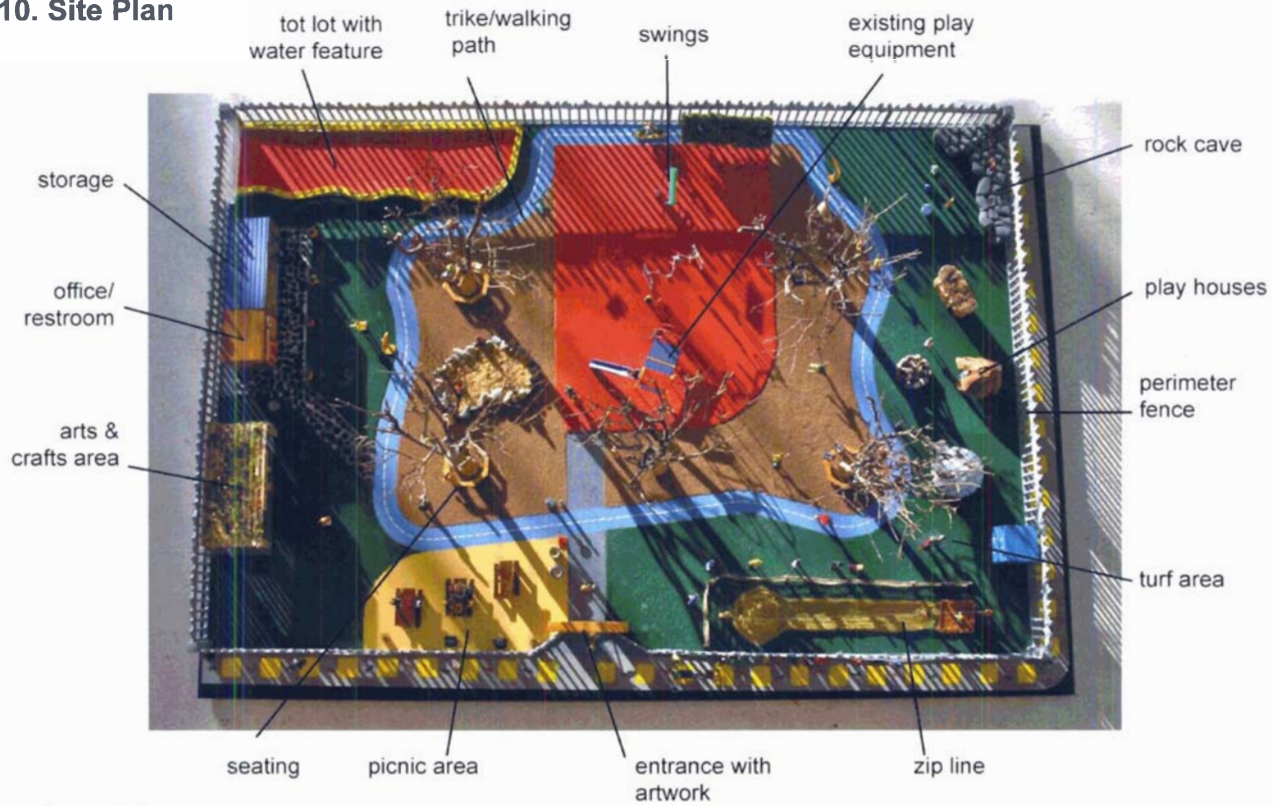 10. Site Plan
tot lot with
water feature
trike/walking
path
swings
existing play
equipment
rock cave
storage
office/
restroom
play houses
perimeter
fence
arts &
crafts area
turf area
seating
picnic area
entrance with
artwork
zip line